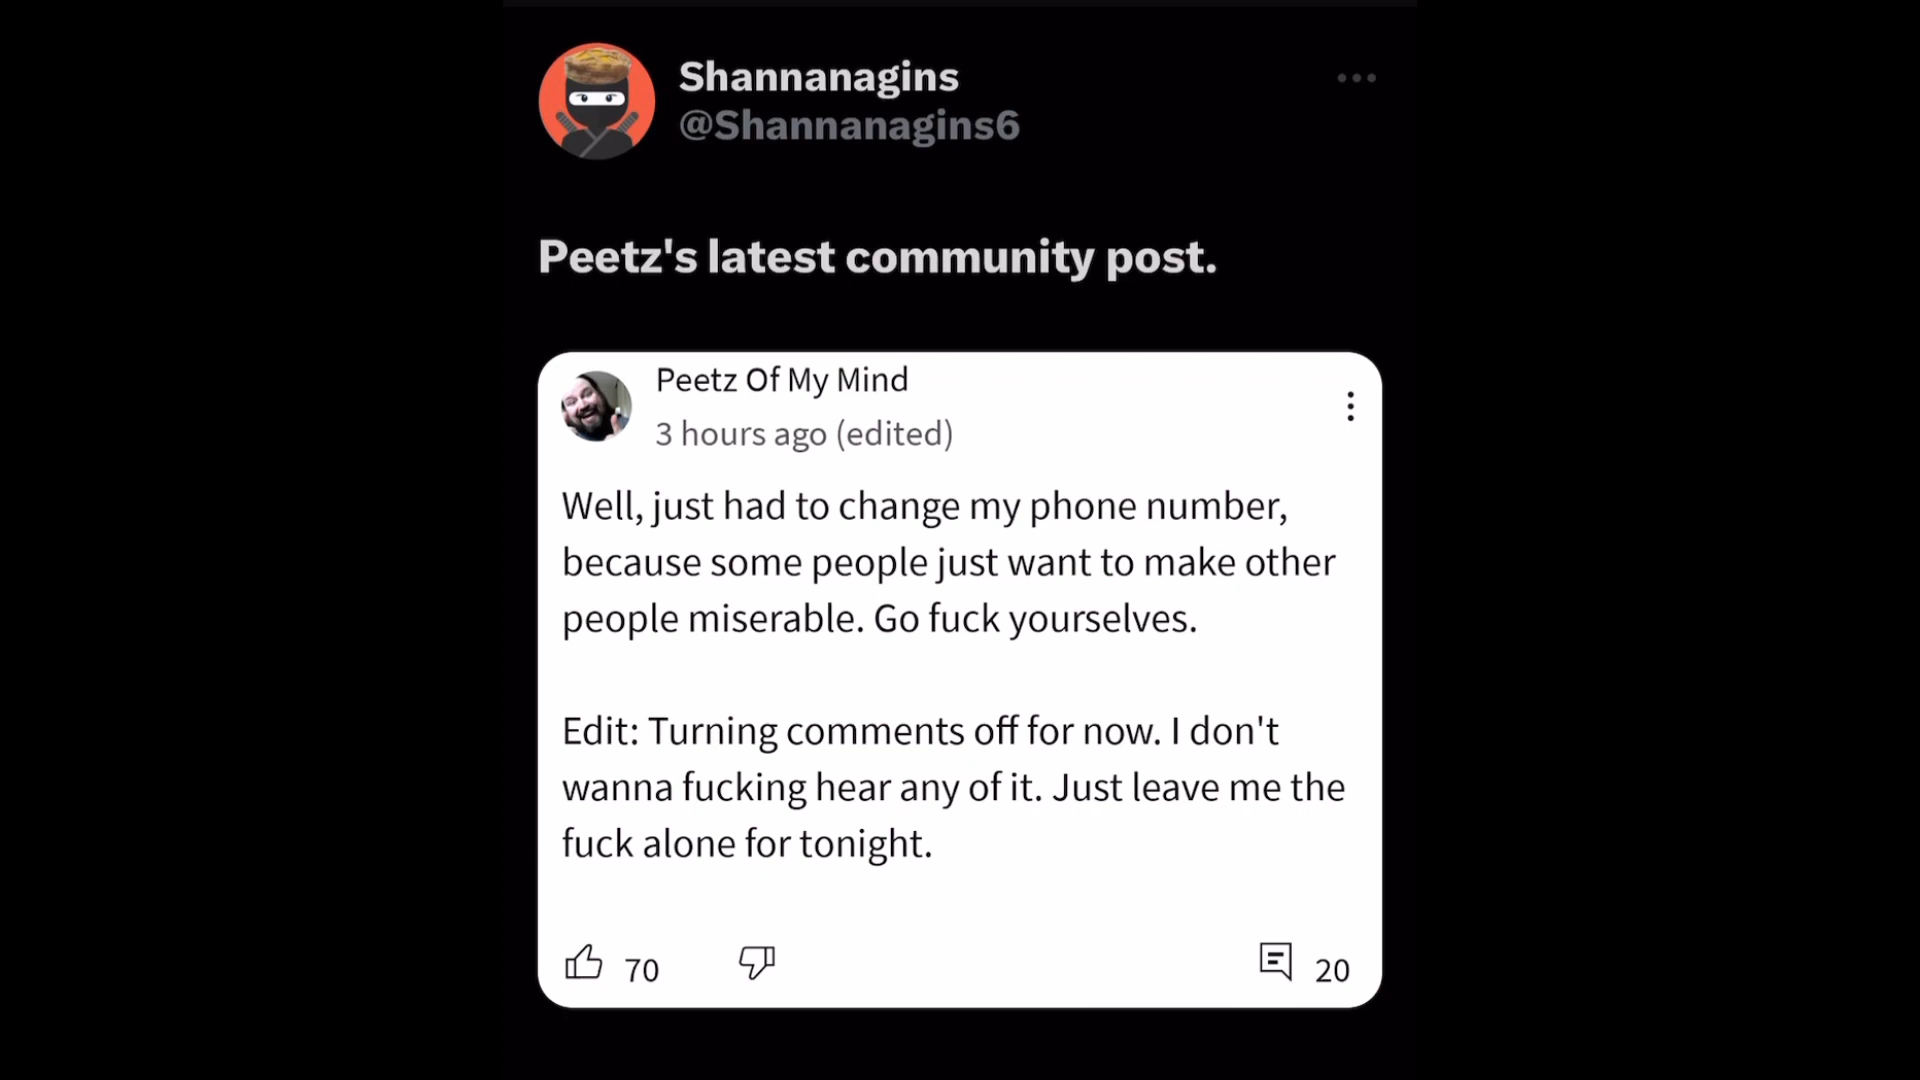 Shannanagins
@Shannanagins6
Peetz's latest community post.
Peetz Of My Mind
3 hours ago (edited)
Well, just had to change my phone number,
because some people just want to make other
people miserable. Go fuck yourselves.
Edit: Turning comments off for now. I don't
wanna fucking hear any of it. Just leave me the
fuck alone for tonight.
70
20